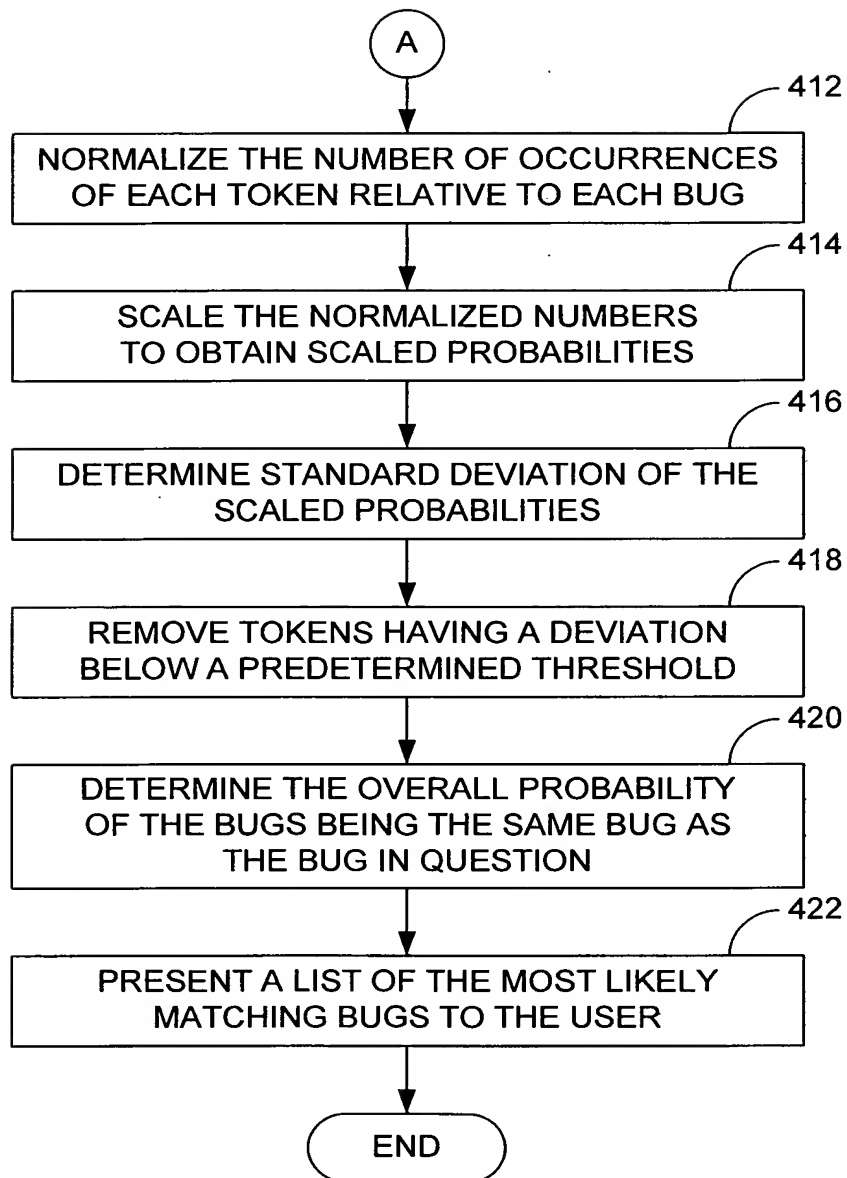 A
412
NORMALIZE THE NUMBER OF OCCURRENCES
OF EACH TOKEN RELATIVE TO EACH BUG
414
SCALE THE NORMALIZED NUMBERS
TO OBTAIN SCALED PROBABILITIES
416
DETERMINE STANDARD DEVIATION OF THE
SCALED PROBABILITIES
418
REMOVE TOKENS HAVING A DEVIATION
BELOW A PREDETERMINED THRESHOLD
420
DETERMINE THE OVERALL PROBABILITY
OF THE BUGS BEING THE SAME BUG AS
THE BUG IN QUESTION
422
PRESENT A LIST OF THE MOST LIKELY
MATCHING BUGS TO THE USER
END